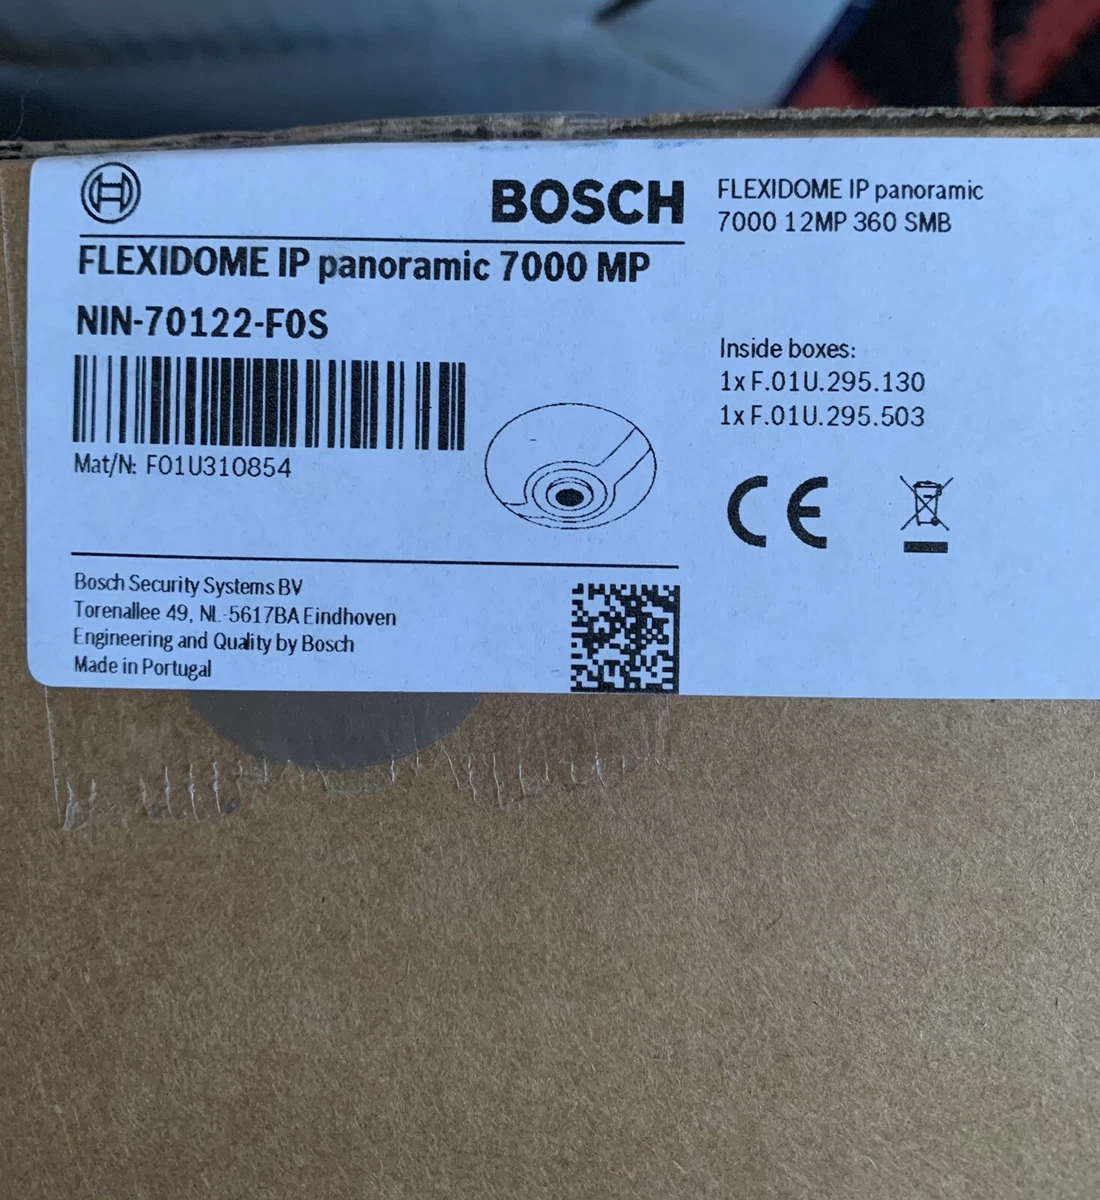 BOSCH
FLEXIDOME IP panoramic 7000 MP
NIN-70122-F0S
Mat/N: F01U310854
Bosch Security Systems BV
Torenallee 49, NL-5617BA Eindhoven
Engineering and Quality by Bosch
Made in Portugal
FLEXIDOME IP panoramic
7000 12MP 360 SMB
Inside boxes:
1x F.01U.295.130
1x F.01U.295.503
CE